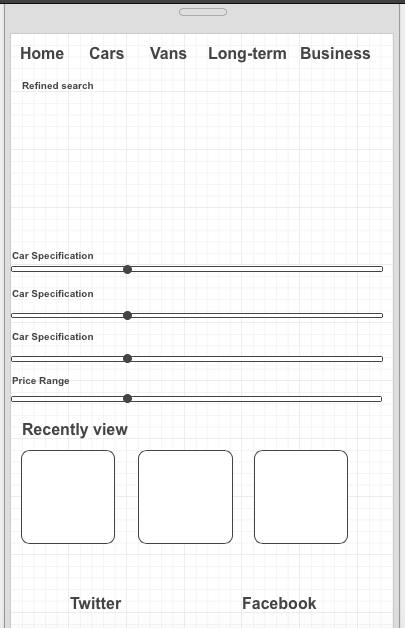 Home Cars Vans Long-term Business
Refined search
Car Specification
Car Specification
Car Specification
Price Range
Recently view
Twitter Facebook